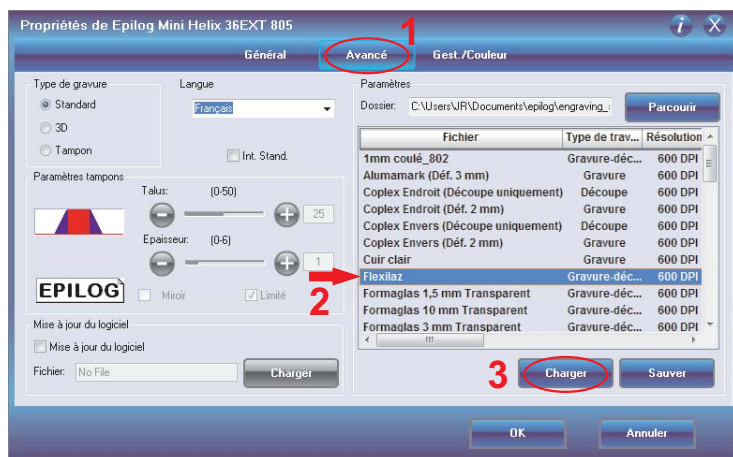 Propriétés de Epilog Mini Helix 36EXT 805
1
i X
Général Avancé Gest./Couleur
Type de gravure
Standard
3D
Tampon
Langue
Français
Int. Stand.
Paramètres tampons
Talus: (0-50)
25
Epaisseur: (0-6)
1
EPILOG
Miroir Limité
Mise à jour du logiciel
Mise à jour du logiciel
Fichier: No File Charger
Paramètres
Dossier: C:\Users\JR\Documents\epilog\engraving_ Parcourir
Fichier Type de trav... Résolution
1mm coulé_802 Gravure-déc... 600 DPI
Alumamark (Déf. 3 mm) Gravure 600 DPI
Coplex Endroit (Découpe uniquement) Découpe 600 DPI
Coplex Endroit (Déf. 2 mm) Gravure 600 DPI
Coplex Envers (Découpe uniquement) Découpe 600 DPI
Coplex Envers (Déf. 2 mm) Gravure 600 DPI
Cuir clair Gravure 600 DPI
2
Flexilaz Gravure-déc... 600 DPI
Formaglas 1,5 mm Transparent Gravure-déc... 600 DPI
Formaglas 10 mm Transparent Gravure-déc... 600 DPI
Formaglas 3 mm Transparent Gravure-déc... 600 DPI
3 Charger Sauver
OK Annuler